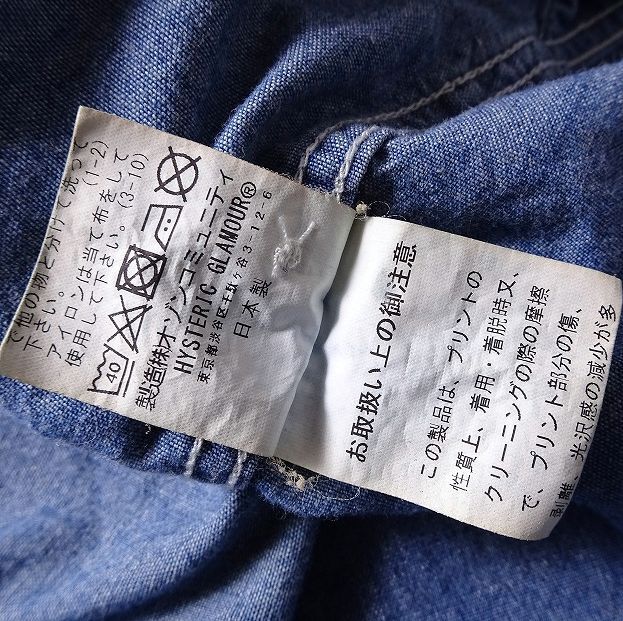 て他の物と分けて洗って
下さい。 (1-2)
アイロンは当て布をして
使用して下さい。(3-10)
40
製造(株)オゾンコミュニティ
HYSTERIC GLAMOUR®
東京都渋谷区千駄ヶ谷3-12-6
日本製
お取扱い上の御注意
この製品は、プリントの
性質上、着用・着脱時又、
クリーニングの際の摩擦
で、プリント部分の傷、
剥離、光沢感の減少が多